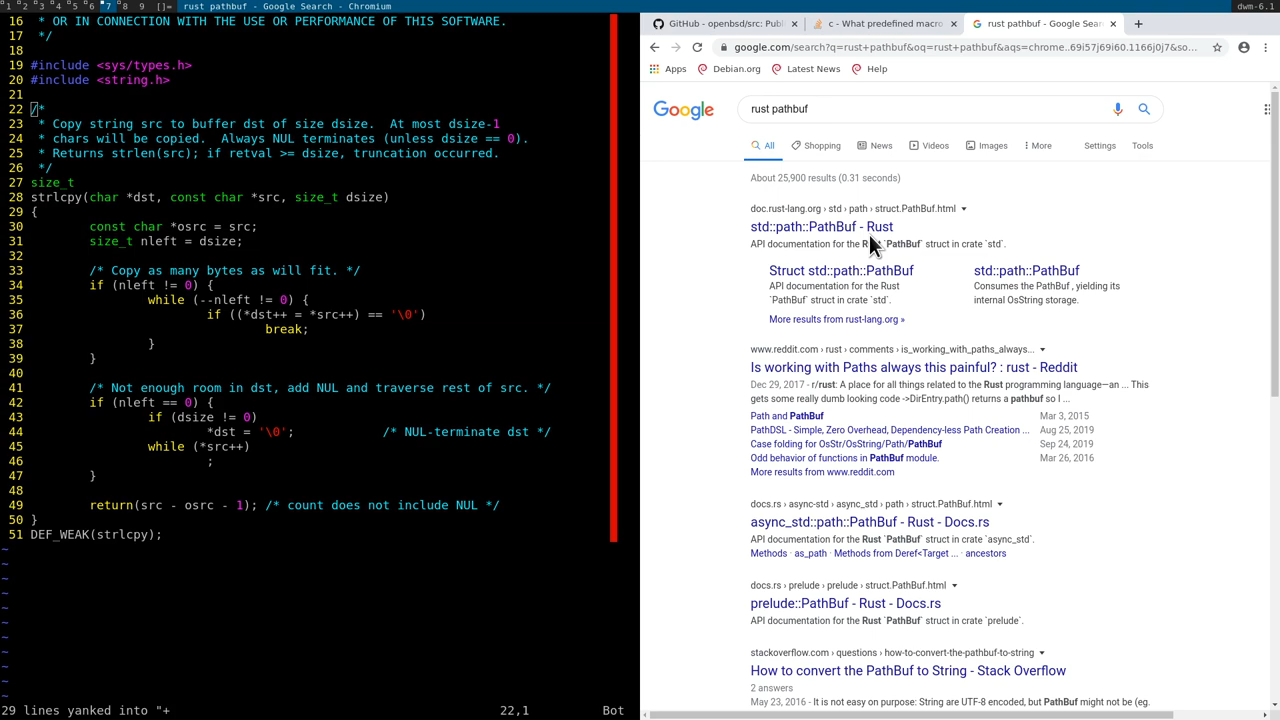 1 2 3 4 5 6 7 8 9 []= rust pathbuf - Google Search - Chromium dwm-6.1
16  * OR IN CONNECTION WITH THE USE OR PERFORMANCE OF THIS SOFTWARE.
17  */
18
19 #include <sys/types.h>
20 #include <string.h>
21
22 /*
23  * Copy string src to buffer dst of size dsize.  At most dsize-1
24  * chars will be copied.  Always NUL terminates (unless dsize == 0).
25  * Returns strlen(src); if retval >= dsize, truncation occurred.
26  */
27 size_t
28 strlcpy(char *dst, const char *src, size_t dsize)
29 {
30         const char *osrc = src;
31         size_t nleft = dsize;
32
33         /* Copy as many bytes as will fit. */
34         if (nleft != 0) {
35                 while (--nleft != 0) {
36                         if ((*dst++ = *src++) == '\0')
37                                 break;
38                 }
39         }
40
41         /* Not enough room in dst, add NUL and traverse rest of src. */
42         if (nleft == 0) {
43                 if (dsize != 0)
44                         *dst = '\0';            /* NUL-terminate dst */
45                 while (*src++)
46                         ;
47         }
48
49         return(src - osrc - 1); /* count does not include NUL */
50 }
51 DEF_WEAK(strlcpy);
~
~
~
~
~
~
~
~
~
~
~
29 lines yanked into "+ 22,1 Bot
GitHub - openbsd/src: Publ
c - What predefined macro
rust pathbuf - Google Sear
google.com/search?q=rust+pathbuf&oq=rust+pathbuf&aqs=chrome..69i57j69i60.1166j0j7&so...
Apps Debian.org Latest News Help
Google rust pathbuf
All Shopping News Videos Images More Settings Tools
About 25,900 results (0.31 seconds)
doc.rust-lang.org › std › path › struct.PathBuf.html
std::path::PathBuf - Rust
API documentation for the `PathBuf` struct in crate `std`.
Struct std::path::PathBuf
API documentation for the Rust
`PathBuf` struct in crate `std`.
std::path::PathBuf
Consumes the PathBuf , yielding its
internal OsString storage.
More results from rust-lang.org »
www.reddit.com › rust › comments › is_working_with_paths_always...
Is working with Paths always this painful? : rust - Reddit
Dec 29, 2017 - r/rust: A place for all things related to the Rust programming language—an ... This
gets some really dumb looking code ->DirEntry.path() returns a pathbuf so I ...
Path and PathBuf Mar 3, 2015
PathDSL - Simple, Zero Overhead, Dependency-less Path Creation ... Aug 25, 2019
Case folding for OsStr/OsString/Path/PathBuf Sep 24, 2019
Odd behavior of functions in PathBuf module. Mar 26, 2016
More results from www.reddit.com
docs.rs › async-std › async_std › path › struct.PathBuf.html
async_std::path::PathBuf - Rust - Docs.rs
API documentation for the Rust `PathBuf` struct in crate `async_std`.
Methods · as_path · Methods from Deref<Target ... · ancestors
docs.rs › prelude › prelude › struct.PathBuf.html
prelude::PathBuf - Rust - Docs.rs
API documentation for the Rust `PathBuf` struct in crate `prelude`.
stackoverflow.com › questions › how-to-convert-the-pathbuf-to-string
How to convert the PathBuf to String - Stack Overflow
2 answers
May 23, 2016 - It is not easy on purpose: String are UTF-8 encoded, but PathBuf might not be (eg.